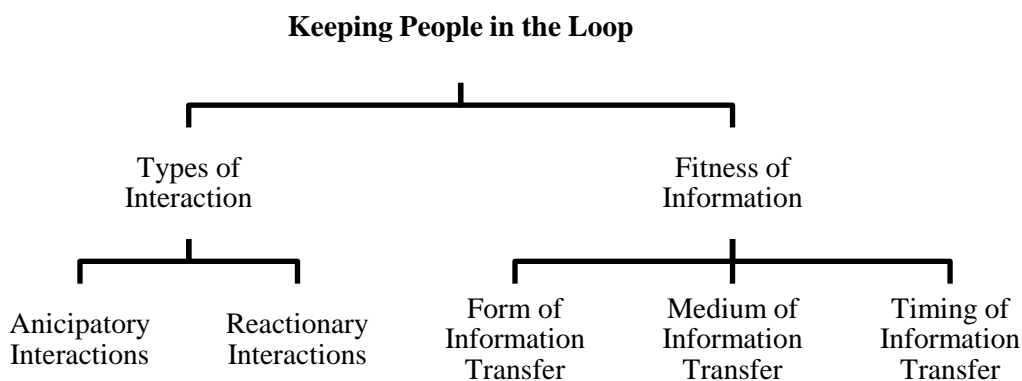 Keeping People in the Loop
Types of
Interaction
Fitness of
Information
Anicipatory
Interactions
Reactionary
Interactions
Form of
Information
Transfer
Medium of
Information
Transfer
Timing of
Information
Transfer